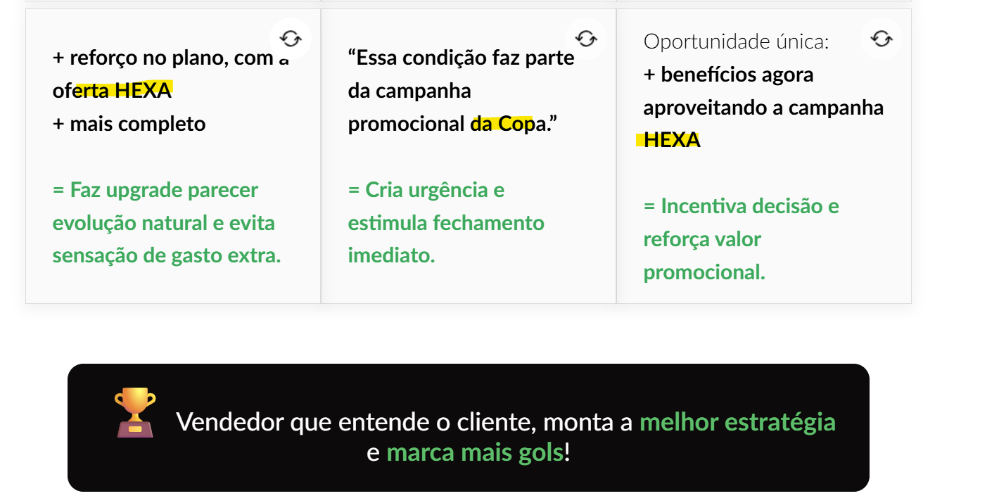 + reforço no plano, com a
oferta HEXA
+ mais completo
= Faz upgrade parecer
evolução natural e evita
sensação de gasto extra.
“Essa condição faz parte
da campanha
promocional da Copa.”
= Cria urgência e
estimula fechamento
imediato.
Oportunidade única:
+ benefícios agora
aproveitando a campanha
HEXA
= Incentiva decisão e
reforça valor
promocional.
Vendedor que entende o cliente, monta a melhor estratégia
e marca mais gols!